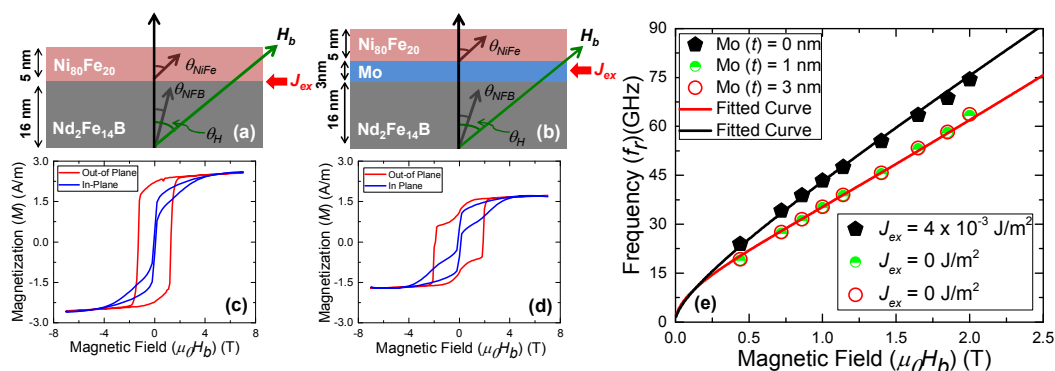 5 nm
Ni80Fe20
θNiFe
Hb
Jex
16 nm
θNFB
θH
Nd2Fe14B
(a)
5 nm
Ni80Fe20
θNiFe
Hb
3nm
Mo
Jex
16 nm
θNFB
θH
Nd2Fe14B
(b)
Magnetization (M) (A/m)
3.0
1.5
0.0
-1.5
-3.0
Out-of Plane
In-Plane
(c)
-8 -4 0 4 8
Magnetic Field (μ0Hb) (T)
Magnetization (M) (A/m)
3.0
1.5
0.0
-1.5
-3.0
Out-of Plane
In Plane
(d)
-8 -4 0 4 8
Magnetic Field (μ0Hb) (T)
Frequency (fr)(GHz)
90
75
60
45
30
15
0
Mo (t) = 0 nm
Mo (t) = 1 nm
Mo (t) = 3 nm
Fitted Curve
Fitted Curve
Jex = 4 x 10-3 J/m2
Jex = 0 J/m2
Jex = 0 J/m2
(e)
0.0 0.5 1.0 1.5 2.0 2.5
Magnetic Field (μ0Hb) (T)